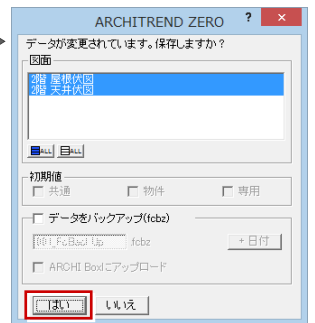 ARCHITREND ZERO ? ×
データが変更されています。保存しますか?
図面
2階 屋根伏図
2階 天井伏図
ALL ALL
初期値
共通 物件 専用
データをバックアップ(fcbz)
001_FcBack Up fcbz +日付
ARCHI Boxにアップロード
はい いいえ